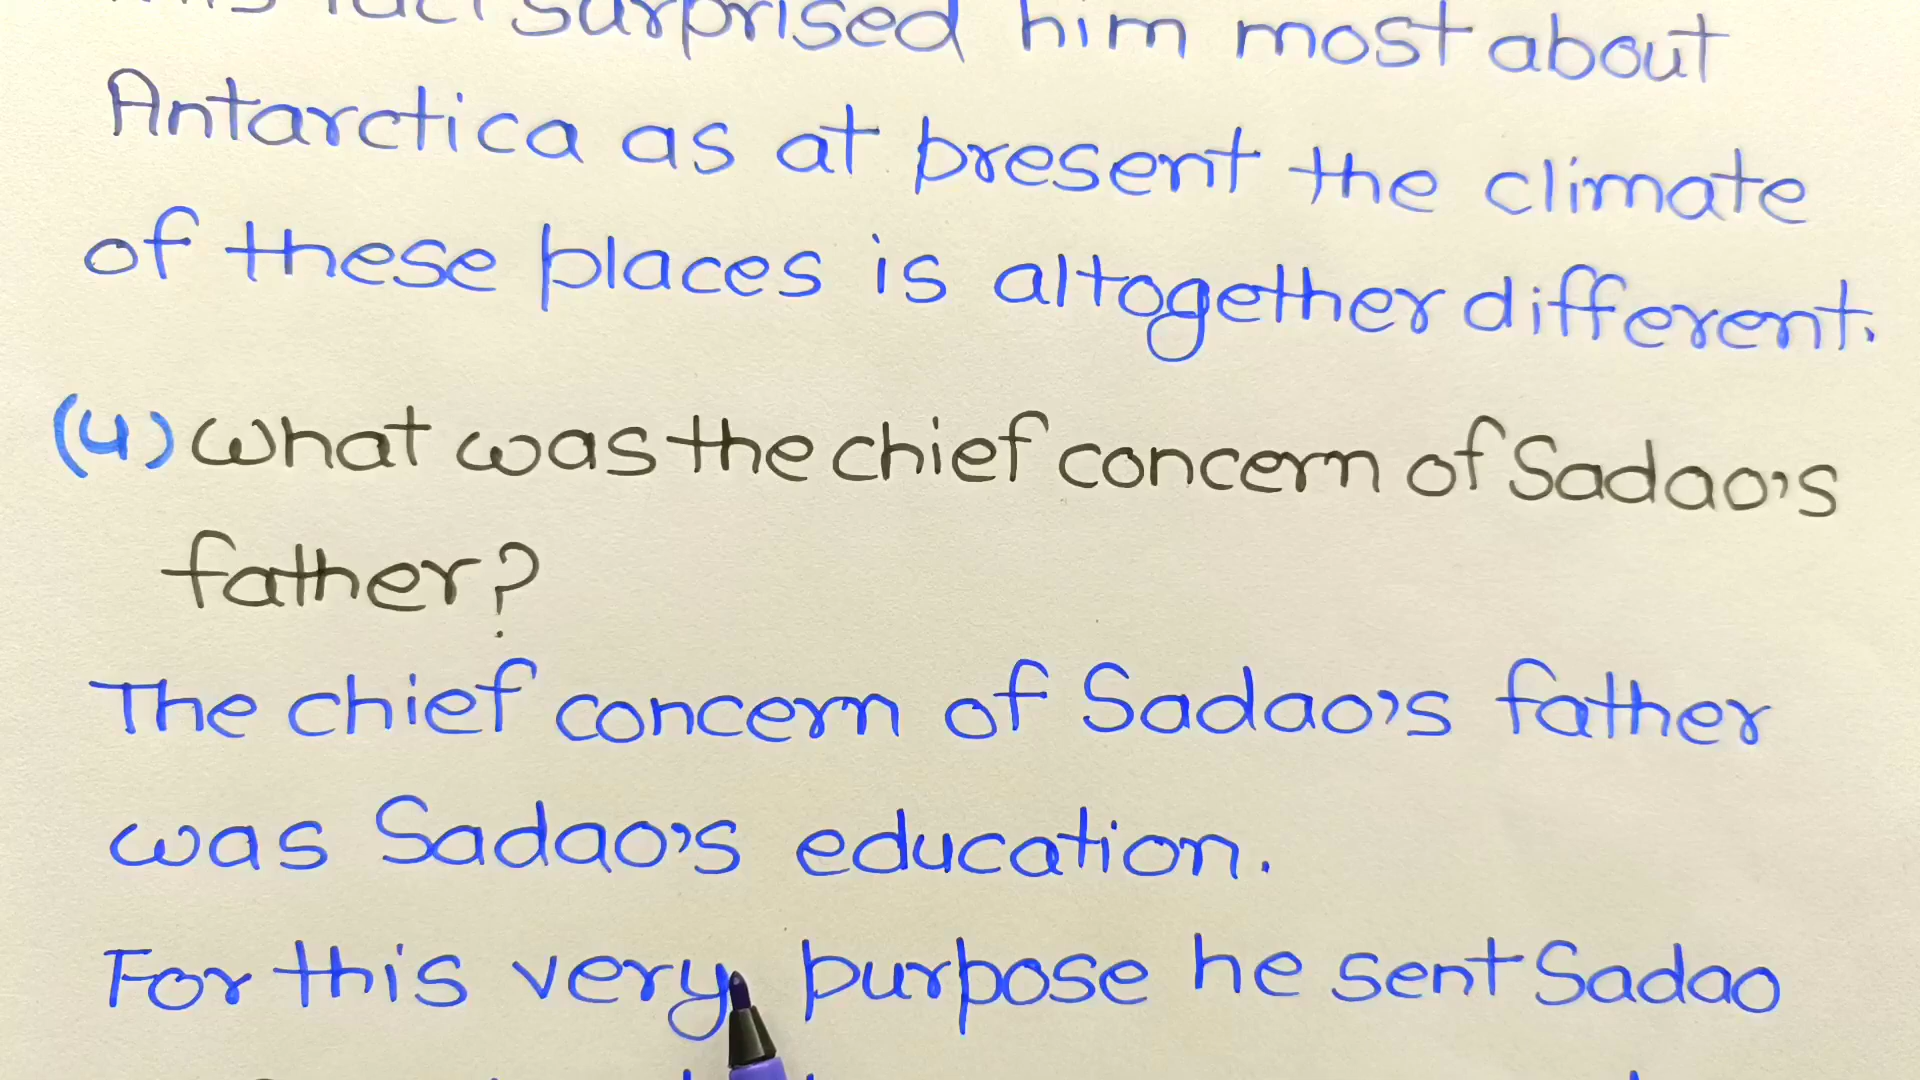 surprised him most about
Antarctica as at present the climate
of these places is altogether different.
(4) What was the chief concern of Sadao's
father?
The chief concern of Sadao's father
was Sadao's education.
For this very purpose he sent Sadao